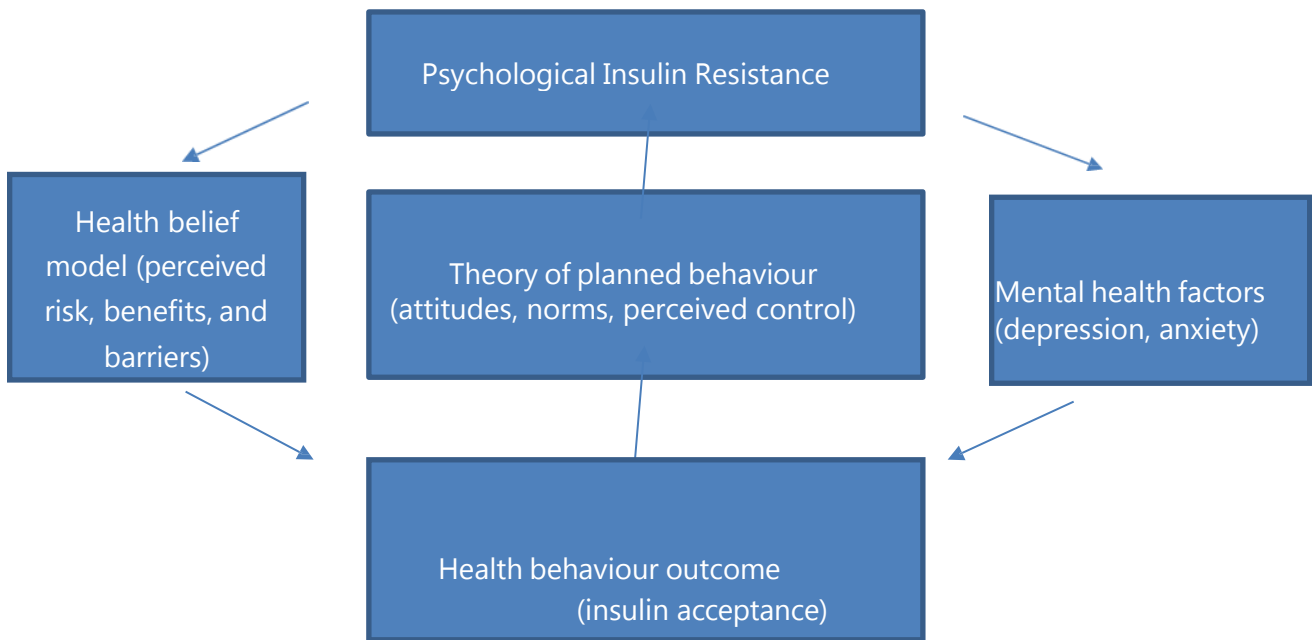 Psychological Insulin Resistance
Health belief
model (perceived
risk, benefits, and
barriers)
Theory of planned behaviour
(attitudes, norms, perceived control)
Mental health factors
(depression, anxiety)
Health behaviour outcome
(insulin acceptance)